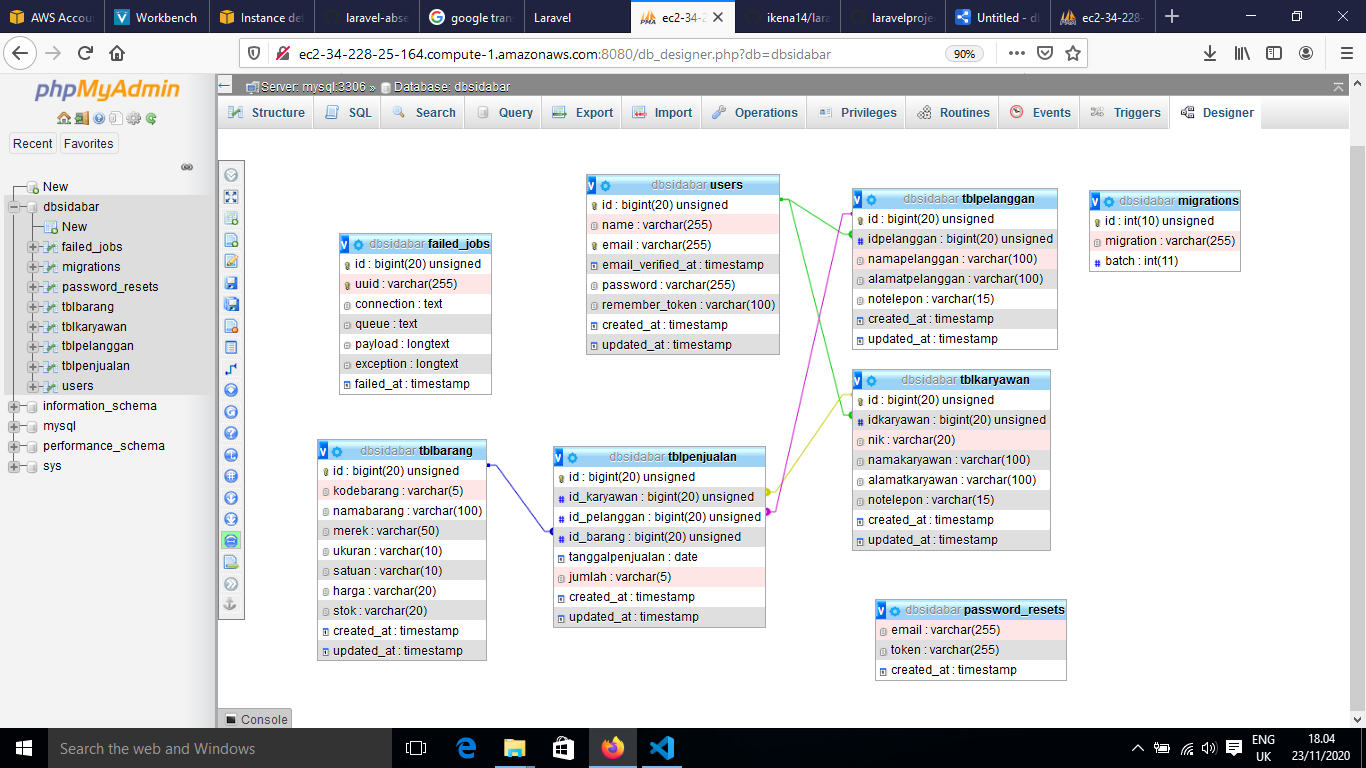 AWS Accou
Workbench
Instance det
laravel-abse
google trans
Laravel
ec2-34-2
ikena14/lara
laravelproje
Untitled - d
ec2-34-228-
ec2-34-228-25-164.compute-1.amazonaws.com:8080/db_designer.php?db=dbsidabar
90%
phpMyAdmin
Recent
Favorites
New
dbsidabar
New
failed_jobs
migrations
password_resets
tblbarang
tblkaryawan
tblpelanggan
tblpenjualan
users
information_schema
mysql
performance_schema
sys
Server: mysql:3306 » Database: dbsidabar
Structure
SQL
Search
Query
Export
Import
Operations
Privileges
Routines
Events
Triggers
Designer
V dbsidabar failed_jobs
id : bigint(20) unsigned
uuid : varchar(255)
connection : text
queue : text
payload : longtext
exception : longtext
failed_at : timestamp
V dbsidabar users
id : bigint(20) unsigned
name : varchar(255)
email : varchar(255)
email_verified_at : timestamp
password : varchar(255)
remember_token : varchar(100)
created_at : timestamp
updated_at : timestamp
V dbsidabar tblpelanggan
id : bigint(20) unsigned
idpelanggan : bigint(20) unsigned
namapelanggan : varchar(100)
alamatpelanggan : varchar(100)
notelepon : varchar(15)
created_at : timestamp
updated_at : timestamp
V dbsidabar migrations
id : int(10) unsigned
migration : varchar(255)
batch : int(11)
V dbsidabar tblkaryawan
id : bigint(20) unsigned
idkaryawan : bigint(20) unsigned
nik : varchar(20)
namakaryawan : varchar(100)
alamatkaryawan : varchar(100)
notelepon : varchar(15)
created_at : timestamp
updated_at : timestamp
V dbsidabar tblbarang
id : bigint(20) unsigned
kodebarang : varchar(5)
namabarang : varchar(100)
merek : varchar(50)
ukuran : varchar(10)
satuan : varchar(10)
harga : varchar(20)
stok : varchar(20)
created_at : timestamp
updated_at : timestamp
V dbsidabar tblpenjualan
id : bigint(20) unsigned
id_karyawan : bigint(20) unsigned
id_pelanggan : bigint(20) unsigned
id_barang : bigint(20) unsigned
tanggalpenjualan : date
jumlah : varchar(5)
created_at : timestamp
updated_at : timestamp
V dbsidabar password_resets
email : varchar(255)
token : varchar(255)
created_at : timestamp
Console
Search the web and Windows
ENG
UK
18.04
23/11/2020